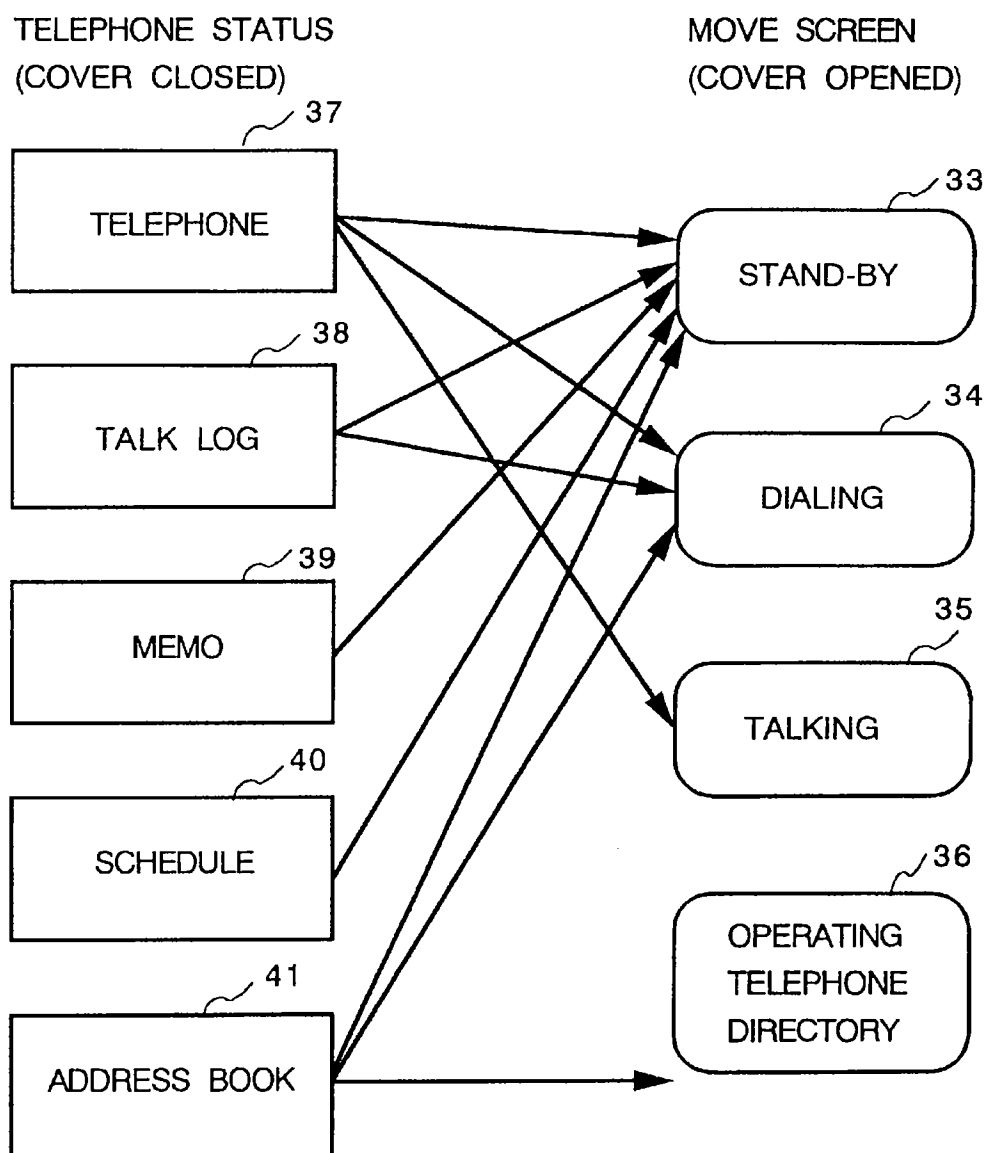 TELEPHONE STATUS
(COVER CLOSED)
MOVE SCREEN
(COVER OPENED)
37
TELEPHONE
33
STAND-BY
38
TALK LOG
34
DIALING
39
MEMO
35
TALKING
40
SCHEDULE
36
OPERATING
TELEPHONE
DIRECTORY
41
ADDRESS BOOK